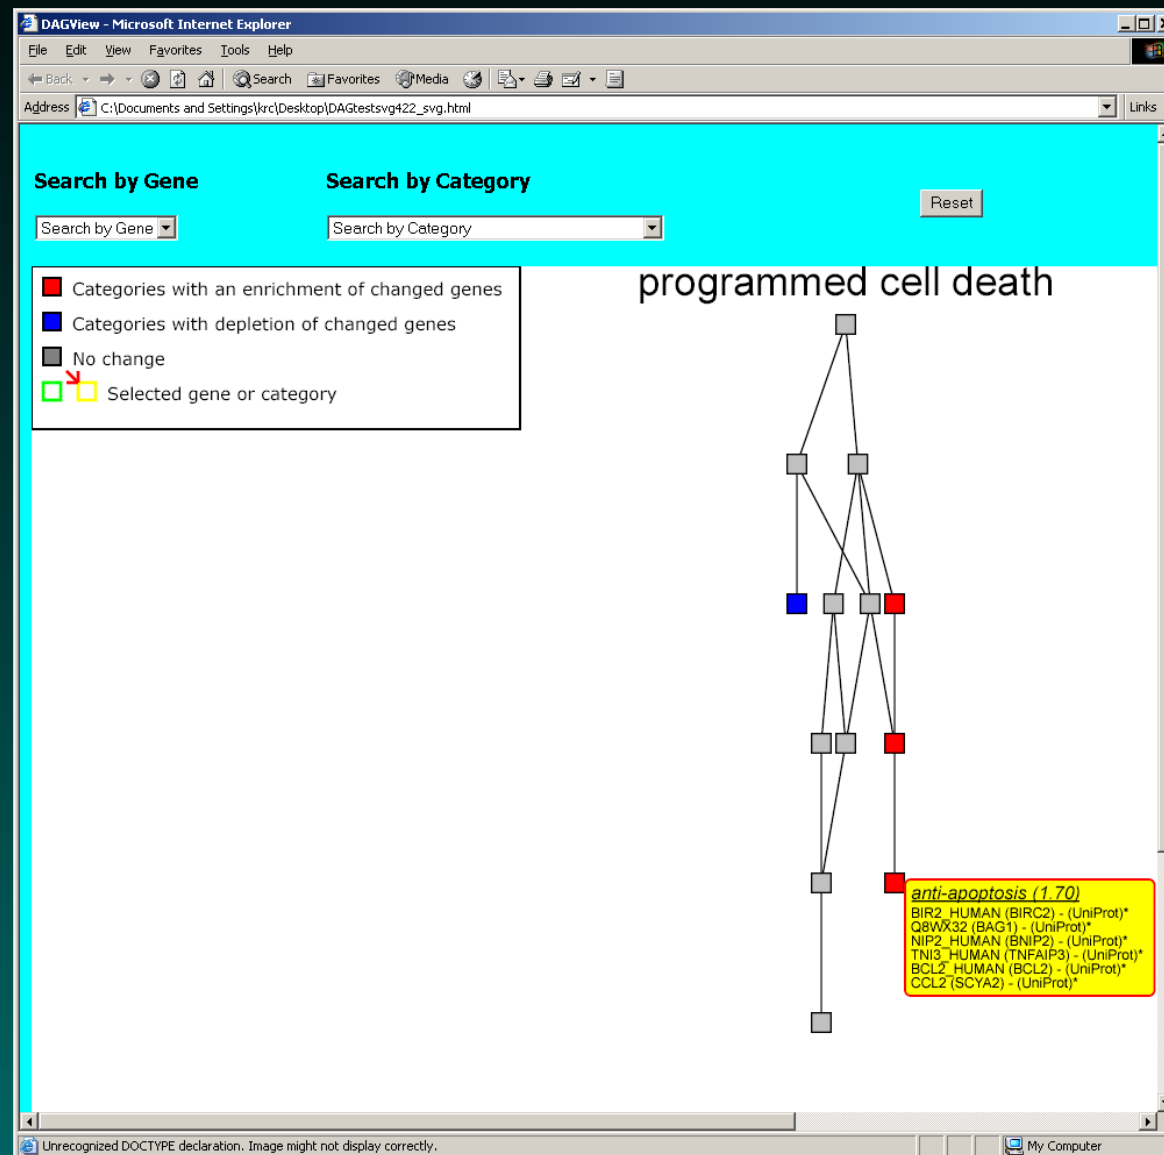 DAGView - Microsoft Internet Explorer
File Edit View Favorites Tools Help
Back Search Favorites Media
Address C:\Documents and Settings\krc\Desktop\DAGtestsvg422_svg.html Links
Search by Gene Search by Category
Reset
Search by Gene Search by Category
programmed cell death
Categories with an enrichment of changed genes
Categories with depletion of changed genes
No change
Selected gene or category
anti-apoptosis (1.70)
BIR2_HUMAN (BIRC2) - (UniProt)*
Q8WX32 (BAG1) - (UniProt)*
NIP2_HUMAN (BNIP2) - (UniProt)*
TNI3_HUMAN (TNFAIP3) - (UniProt)*
BCL2_HUMAN (BCL2) - (UniProt)*
CCL2 (SCYA2) - (UniProt)*
Unrecognized DOCTYPE declaration. Image might not display correctly. My Computer